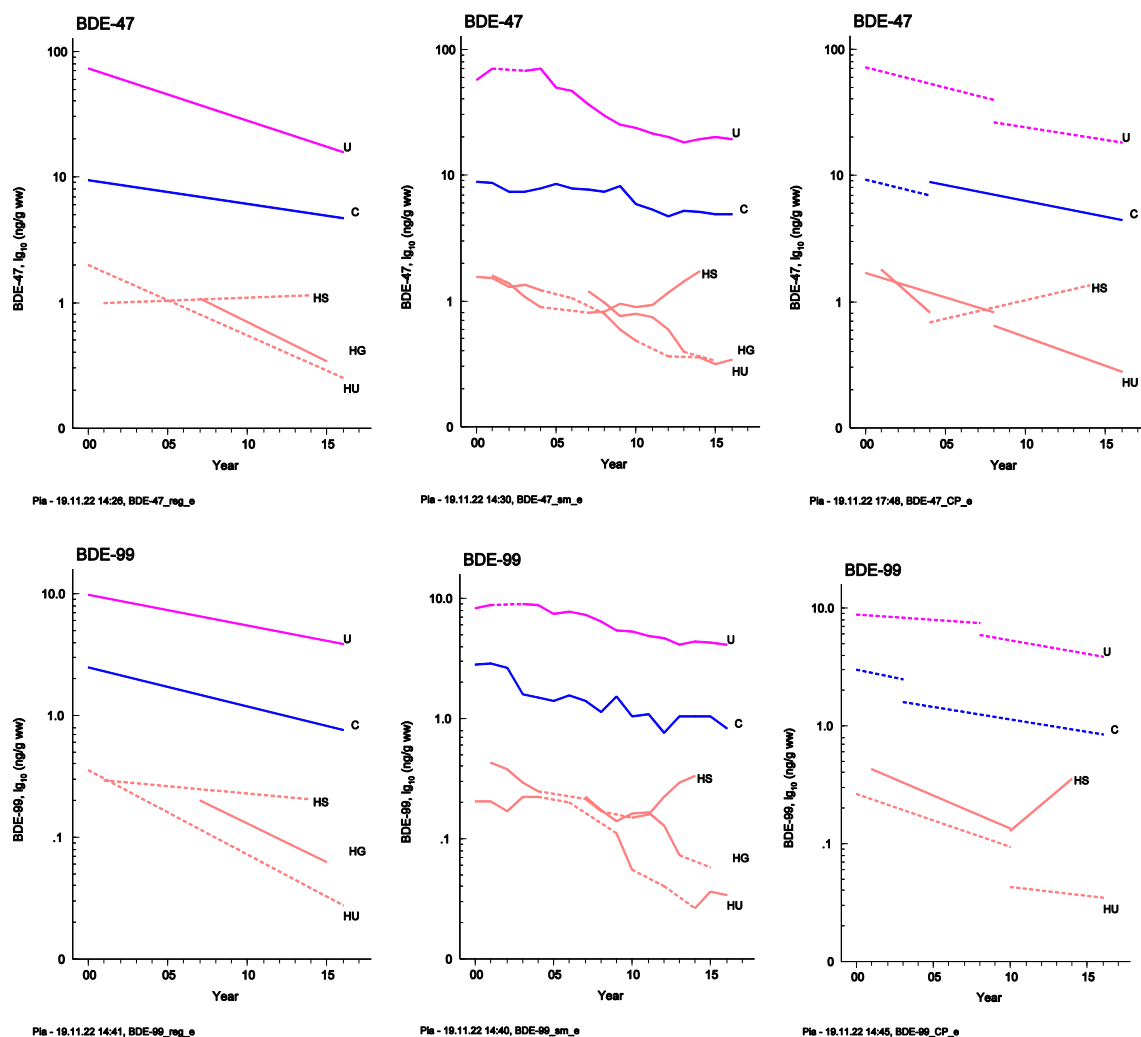 BDE-47
100
10
1
0
BDE-47, lg10 (ng/g ww)
U
C
HS
HG
HU
00 05 10 15
Year
Pia - 19.11.22 14:26, BDE-47_reg_e
BDE-47
100
10
1
0
BDE-47, lg10 (ng/g ww)
U
C
HS
HG
HU
00 05 10 15
Year
Pia - 19.11.22 14:30, BDE-47_sm_e
BDE-47
100
10
1
0
BDE-47, lg10 (ng/g ww)
U
C
HS
HU
00 05 10 15
Year
Pia - 19.11.22 17:48, BDE-47_CP_e
BDE-99
10.0
1.0
.1
0
BDE-99, lg10 (ng/g ww)
U
C
HS
HG
HU
00 05 10 15
Year
Pia - 19.11.22 14:41, BDE-99_reg_e
BDE-99
10.0
1.0
.1
0
BDE-99, lg10 (ng/g ww)
U
C
HS
HG
HU
00 05 10 15
Year
Pia - 19.11.22 14:40, BDE-99_sm_e
BDE-99
10.0
1.0
.1
0
BDE-99, lg10 (ng/g ww)
U
C
HS
HU
00 05 10 15
Year
Pia - 19.11.22 14:45, BDE-99_CP_e